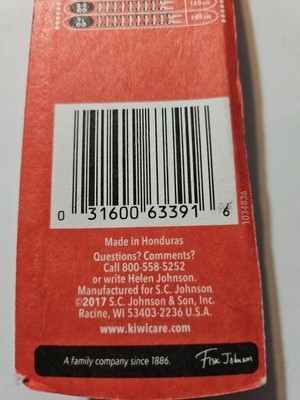 160cm
180cm
0 31600 63391 6
1034836
Made in Honduras
Questions? Comments?
Call 800-558-5252
or write Helen Johnson.
Manufactured for S.C. Johnson
©2017 S.C. Johnson & Son, Inc.
Racine, WI 53403-2236 U.S.A.
www.kiwicare.com
A family company since 1886.
Fisk Johnson